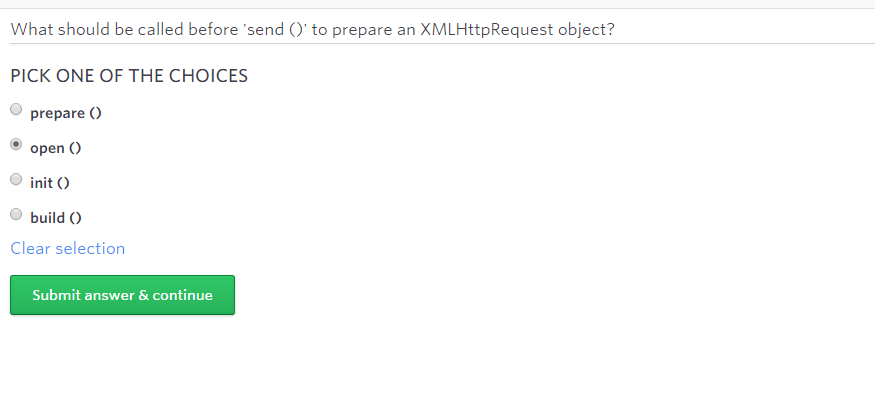 What should be called before 'send ()' to prepare an XMLHttpRequest object?
PICK ONE OF THE CHOICES
prepare ()
open ()
init ()
build ()
Clear selection
Submit answer & continue